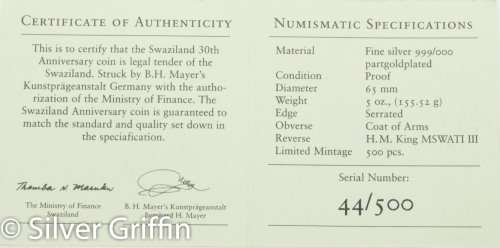 CERTIFICATE OF AUTHENTICITY
This is to certify that the Swaziland 30th
Anniversary coin is legal tender of the
Swaziland. Struck by B.H. Mayer's
Kunstprägeanstalt Germany with the autho-
rization of the Ministry of Finance. The
Swaziland Anniversary coin is guaranteed to
match the standard and quality set down in
the speciafication.
The Ministry of Finance
Swaziland
B. H. Mayer's Kunstprägeanstalt
Bernhard H. Mayer
NUMISMATIC SPECIFICATIONS
Material Fine silver 999/000
partgoldplated
Condition Proof
Diameter 65 mm
Weight 5 oz., (155.52 g)
Edge Serrated
Obverse Coat of Arms
Reverse H.M. King MSWATI III
Limited Mintage 500 pcs.
Serial Number:
44/500
© Silver Griffin